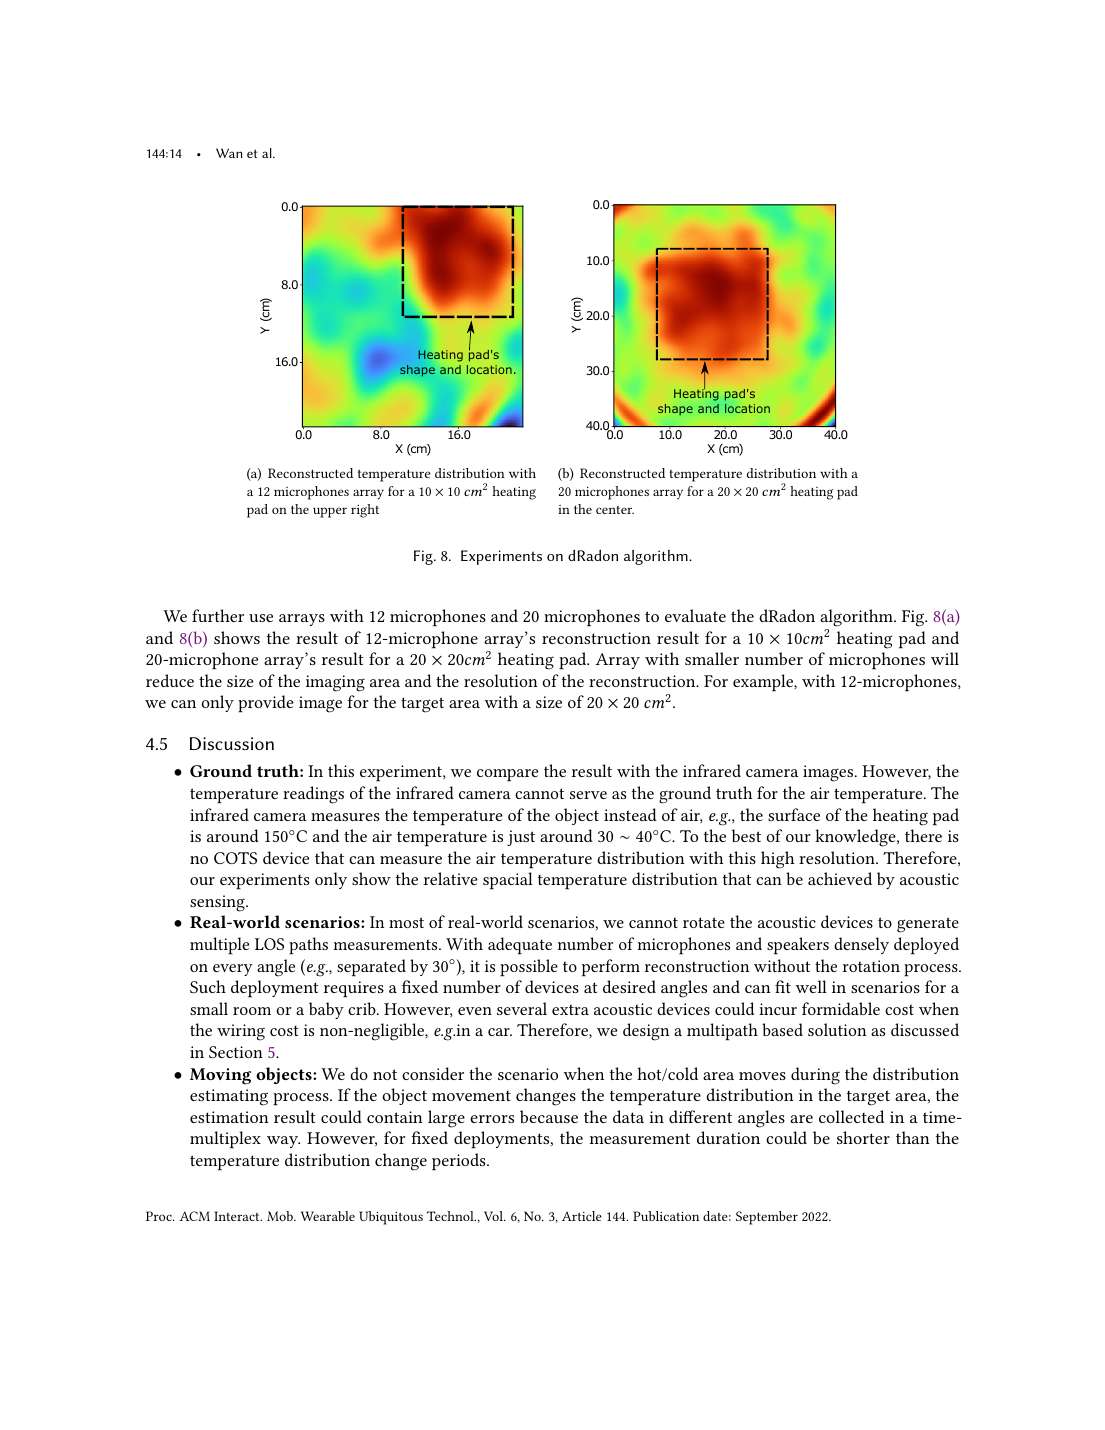 144:14 • Wan et al.
0.0
8.0
16.0
Y (cm)
Heating pad's
shape and location.
0.0 8.0 16.0
X (cm)
0.0
10.0
20.0
30.0
40.0
Y (cm)
Heating pad's
shape and location
0.0 10.0 20.0 30.0 40.0
X (cm)
(a) Reconstructed temperature distribution with
a 12 microphones array for a 10 × 10 cm² heating
pad on the upper right
(b) Reconstructed temperature distribution with a
20 microphones array for a 20 × 20 cm² heating pad
in the center.
Fig. 8. Experiments on dRadon algorithm.
We further use arrays with 12 microphones and 20 microphones to evaluate the dRadon algorithm. Fig. 8(a)
and 8(b) shows the result of 12-microphone array's reconstruction result for a 10 × 10cm² heating pad and
20-microphone array's result for a 20 × 20cm² heating pad. Array with smaller number of microphones will
reduce the size of the imaging area and the resolution of the reconstruction. For example, with 12-microphones,
we can only provide image for the target area with a size of 20 × 20 cm².
4.5 Discussion
• Ground truth: In this experiment, we compare the result with the infrared camera images. However, the
temperature readings of the infrared camera cannot serve as the ground truth for the air temperature. The
infrared camera measures the temperature of the object instead of air, e.g., the surface of the heating pad
is around 150°C and the air temperature is just around 30 ~ 40°C. To the best of our knowledge, there is
no COTS device that can measure the air temperature distribution with this high resolution. Therefore,
our experiments only show the relative spacial temperature distribution that can be achieved by acoustic
sensing.
• Real-world scenarios: In most of real-world scenarios, we cannot rotate the acoustic devices to generate
multiple LOS paths measurements. With adequate number of microphones and speakers densely deployed
on every angle (e.g., separated by 30°), it is possible to perform reconstruction without the rotation process.
Such deployment requires a fixed number of devices at desired angles and can fit well in scenarios for a
small room or a baby crib. However, even several extra acoustic devices could incur formidable cost when
the wiring cost is non-negligible, e.g.in a car. Therefore, we design a multipath based solution as discussed
in Section 5.
• Moving objects: We do not consider the scenario when the hot/cold area moves during the distribution
estimating process. If the object movement changes the temperature distribution in the target area, the
estimation result could contain large errors because the data in different angles are collected in a time-
multiplex way. However, for fixed deployments, the measurement duration could be shorter than the
temperature distribution change periods.
Proc. ACM Interact. Mob. Wearable Ubiquitous Technol., Vol. 6, No. 3, Article 144. Publication date: September 2022.